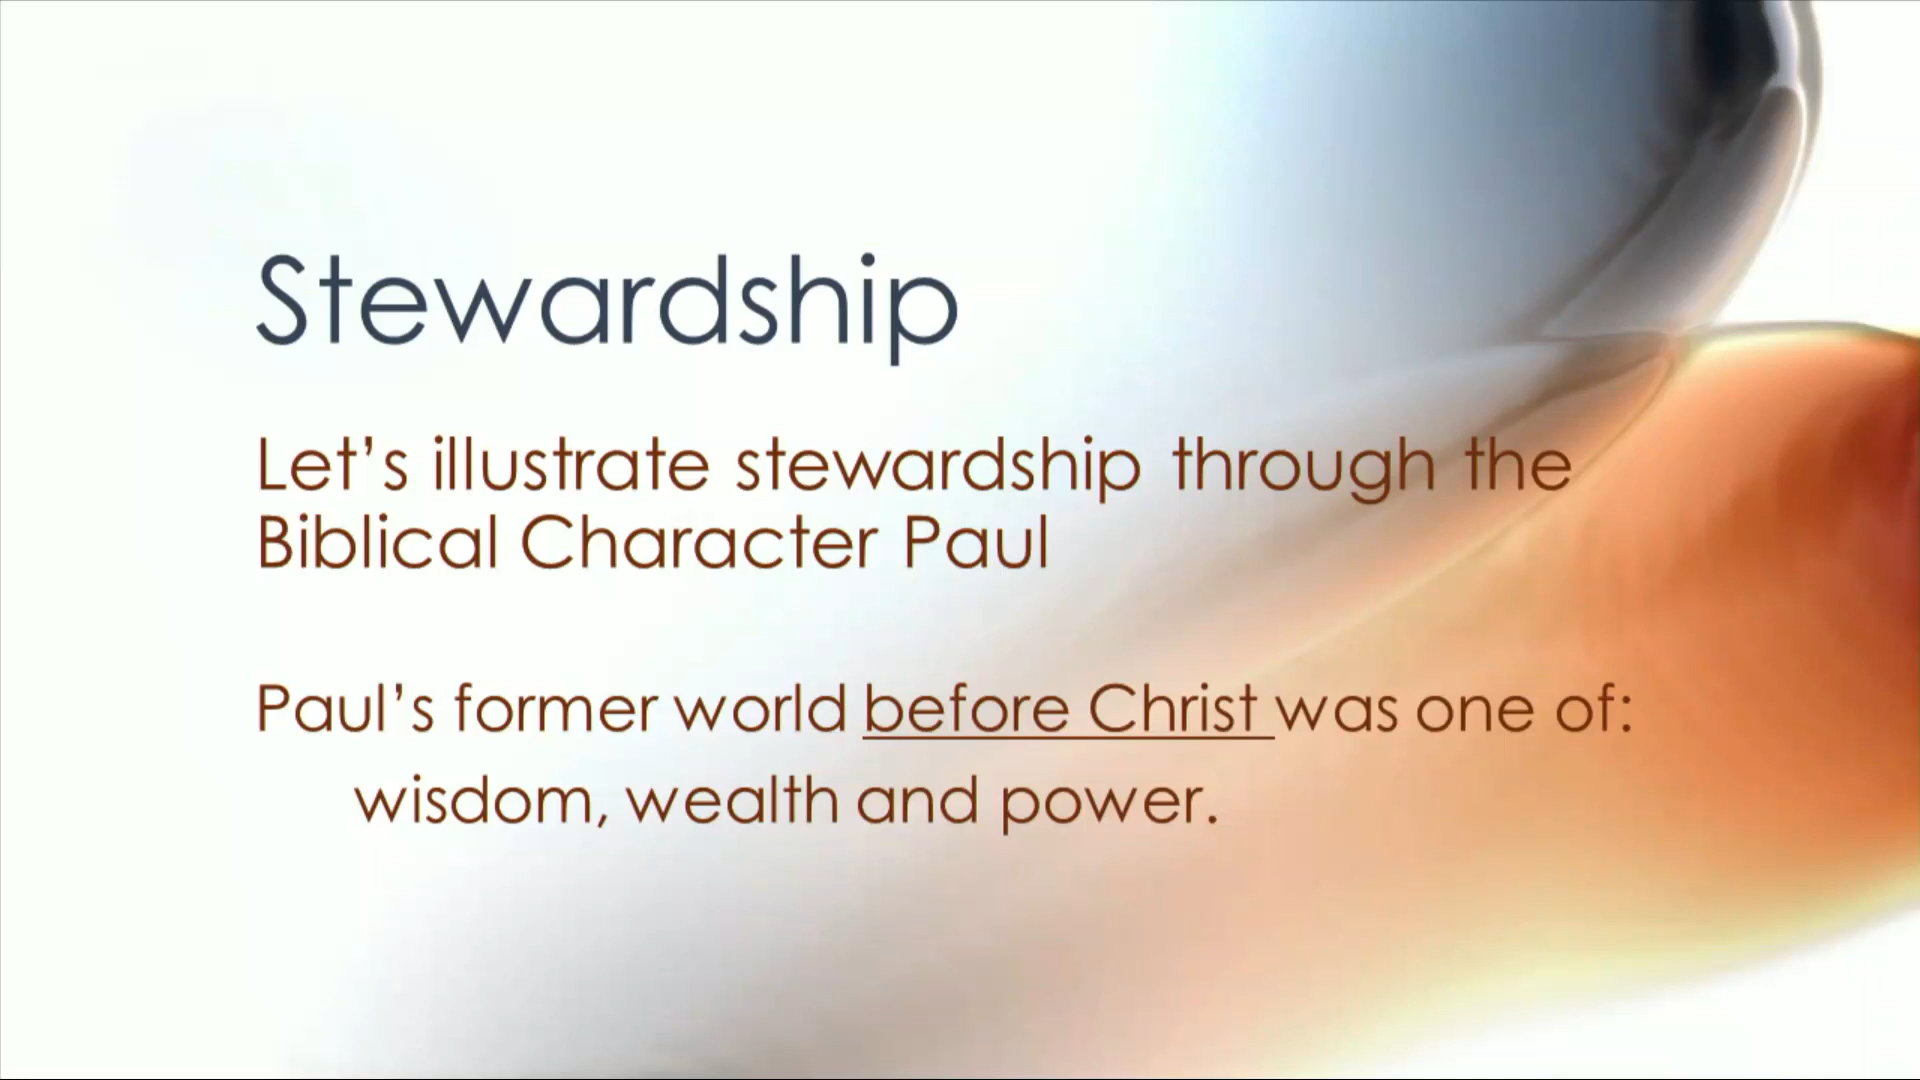 Stewardship
Let’s illustrate stewardship through the
Biblical Character Paul
Paul’s former world before Christ was one of:
wisdom, wealth and power.